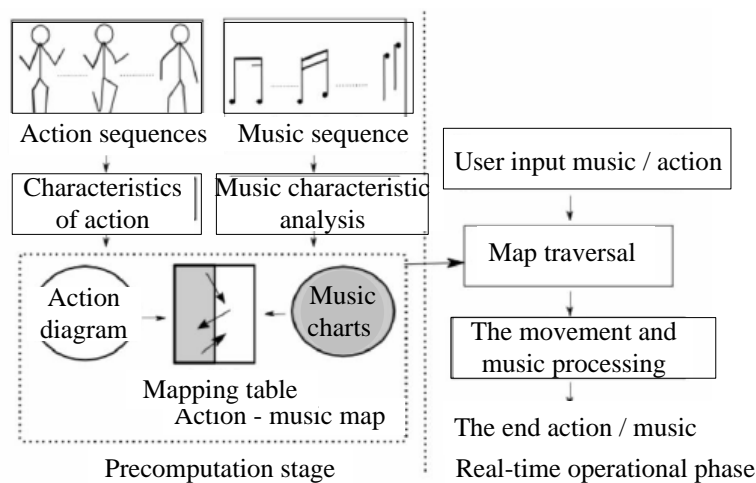 Action sequences
Music sequence
Characteristics
of action
Music characteristic
analysis
Action
diagram
Music
charts
Mapping table
Action - music map
Precomputation stage
User input music / action
Map traversal
The movement and
music processing
The end action / music
Real-time operational phase